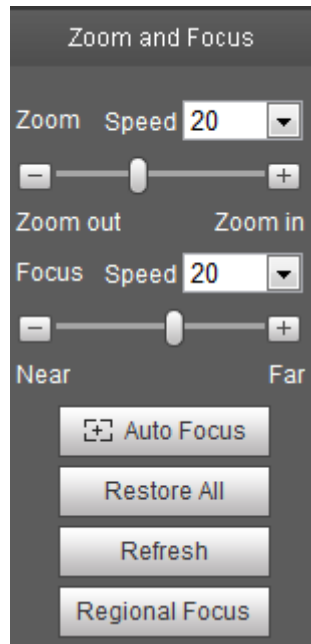 Zoom and Focus
Zoom Speed 20
Zoom out Zoom in
Focus Speed 20
Near Far
Auto Focus
Restore All
Refresh
Regional Focus